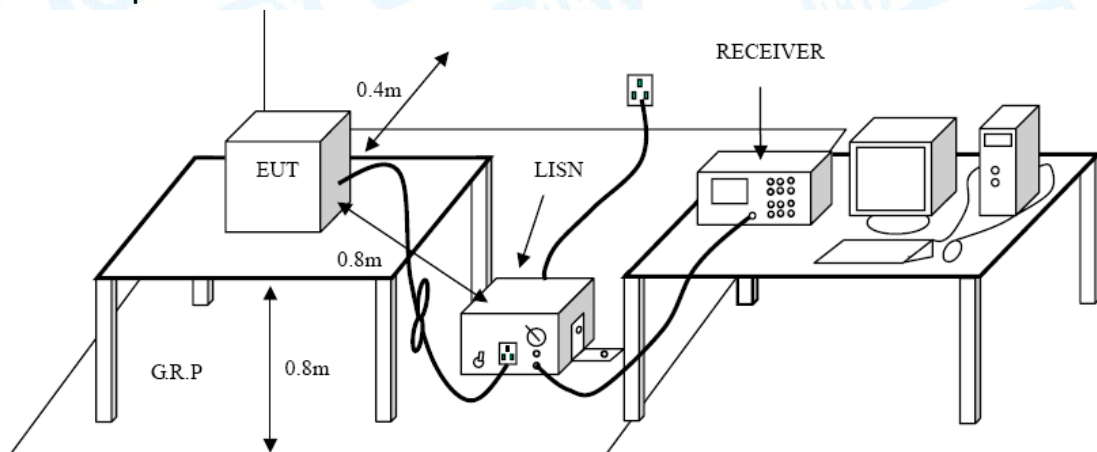 RECEIVER
0.4m
EUT
LISN
0.8m
G.R.P
0.8m